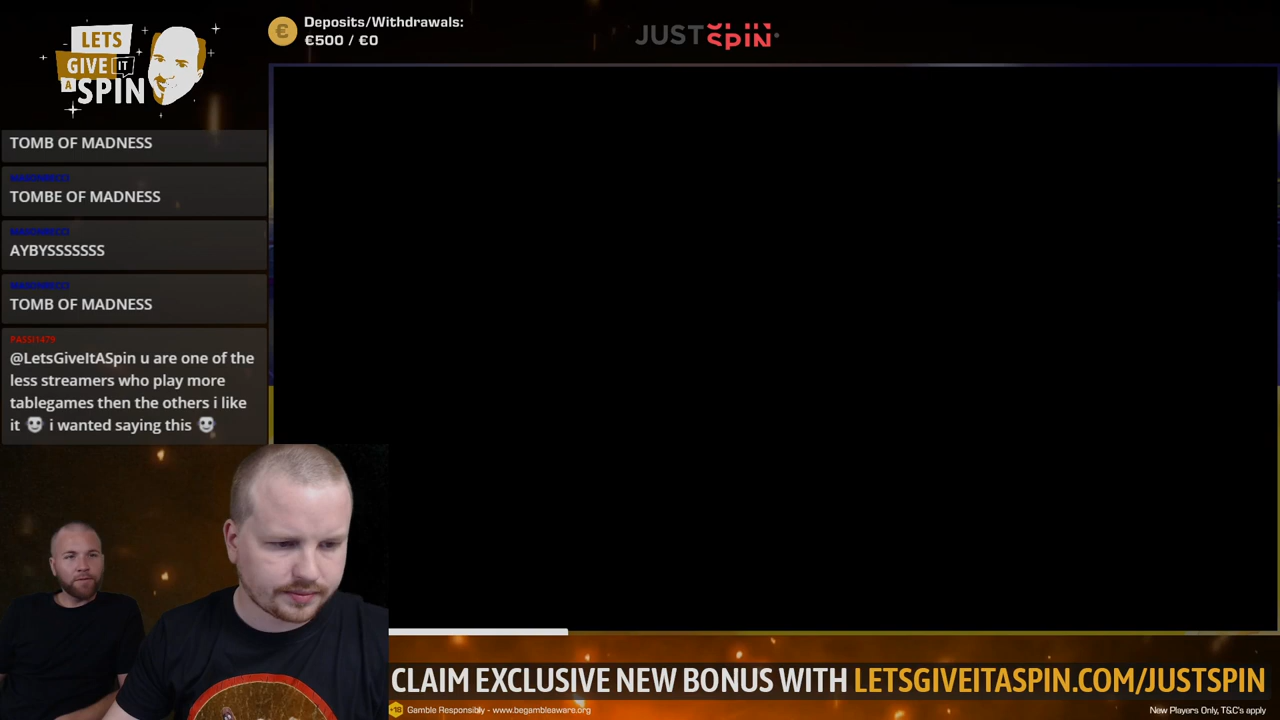 LETS
GIVE IT
A SPIN
Deposits/Withdrawals:
€500 / €0
JUST SPIN
TOMB OF MADNESS
TOMBE OF MADNESS
AYBYSSSSSSS
TOMB OF MADNESS
PASSI1479
@LetsGiveItASpin u are one of the
less streamers who play more
tablegames then the others i like
it i wanted saying this
CLAIM EXCLUSIVE NEW BONUS WITH LETSGIVEITASPIN.COM/JUSTSPIN
+18 Gamble Responsibly - www.begambleaware.org
New Players Only, T&C's apply